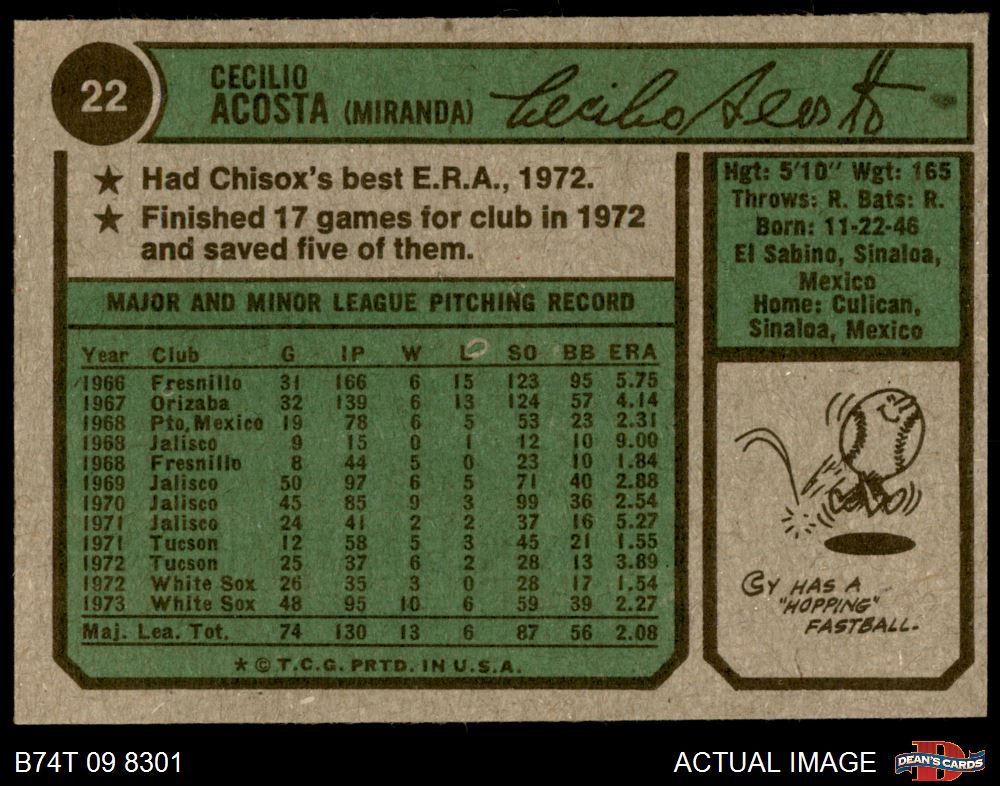 22
CECILIO
ACOSTA (MIRANDA)
Cecilio Acosta
★ Had Chisox's best E.R.A., 1972.
★ Finished 17 games for club in 1972
and saved five of them.
Hgt: 5'10" Wgt: 165
Throws: R. Bats: R.
Born: 11-22-46
El Sabino, Sinaloa,
Mexico
Home: Culican,
Sinaloa, Mexico
MAJOR AND MINOR LEAGUE PITCHING RECORD
Year Club G IP W L SO BB ERA
1966 Fresnillo 31 166 6 15 123 95 5.75
1967 Orizaba 32 139 6 13 124 57 4.14
1968 Pto, Mexico 19 78 6 5 53 23 2.31
1968 Jalisco 9 15 0 1 12 10 9.00
1968 Fresnillo 8 44 5 0 23 10 1.84
1969 Jalisco 50 97 6 5 71 40 2.88
1970 Jalisco 45 85 9 3 99 36 2.54
1971 Jalisco 24 41 2 2 37 16 5.27
1971 Tucson 12 58 5 3 45 21 1.55
1972 Tucson 25 37 6 2 28 13 3.89
1972 White Sox 26 35 3 0 28 17 1.54
1973 White Sox 48 95 10 6 59 39 2.27
Maj. Lea. Tot. 74 130 13 6 87 56 2.08
* © T.C.G. PRTD. IN U.S.A.
CY HAS A
"HOPPING"
FASTBALL.
B74T 09 8301
ACTUAL IMAGE
DEAN'S CARDS